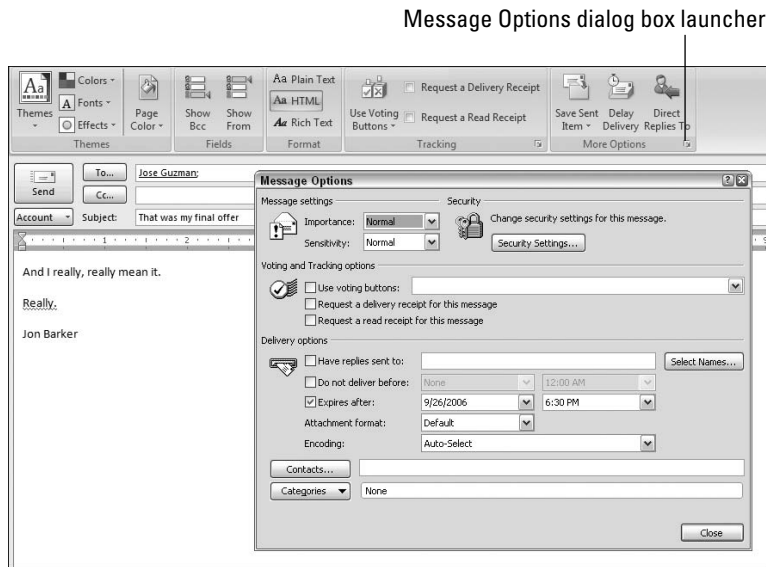 Message Options dialog box launcher
Aa
Themes
Colors
A Fonts
Effects
Page
Color
Show
Bcc
Show
From
Aa Plain Text
Aa HTML
Aa Rich Text
Use Voting
Buttons
Request a Delivery Receipt
Request a Read Receipt
Save Sent
Item
Delay
Delivery
Direct
Replies To
Themes
Fields
Format
Tracking
More Options
Send
To...
Jose Guzman;
Cc...
Account
Subject:
That was my final offer
1
2
9
And I really, really mean it.
Really.
Jon Barker
Message Options
Message settings
Importance: Normal
Sensitivity: Normal
Security
Change security settings for this message.
Security Settings...
Voting and Tracking options
Use voting buttons:
Request a delivery receipt for this message
Request a read receipt for this message
Delivery options
Have replies sent to:
Select Names...
Do not deliver before: None 12:00 AM
Expires after: 9/26/2006 6:30 PM
Attachment format: Default
Encoding: Auto-Select
Contacts...
Categories None
Close